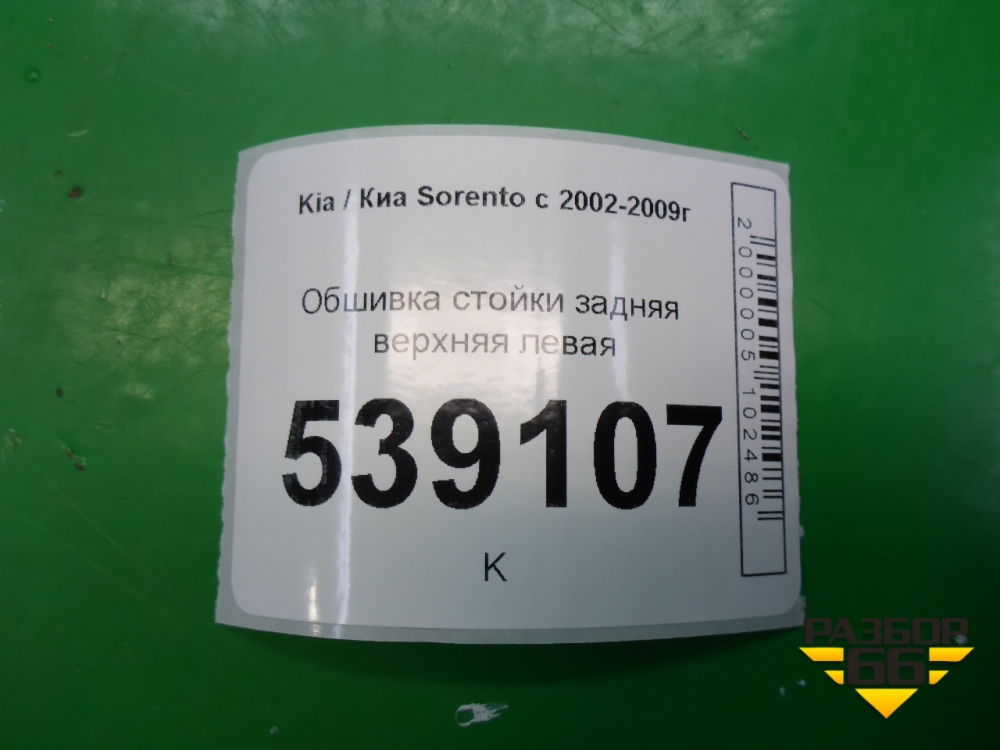 Kia / Киа Sorento с 2002-2009г
Обшивка стойки задняя
верхняя левая
539107
К
2000005102486
РАЗБОР
66